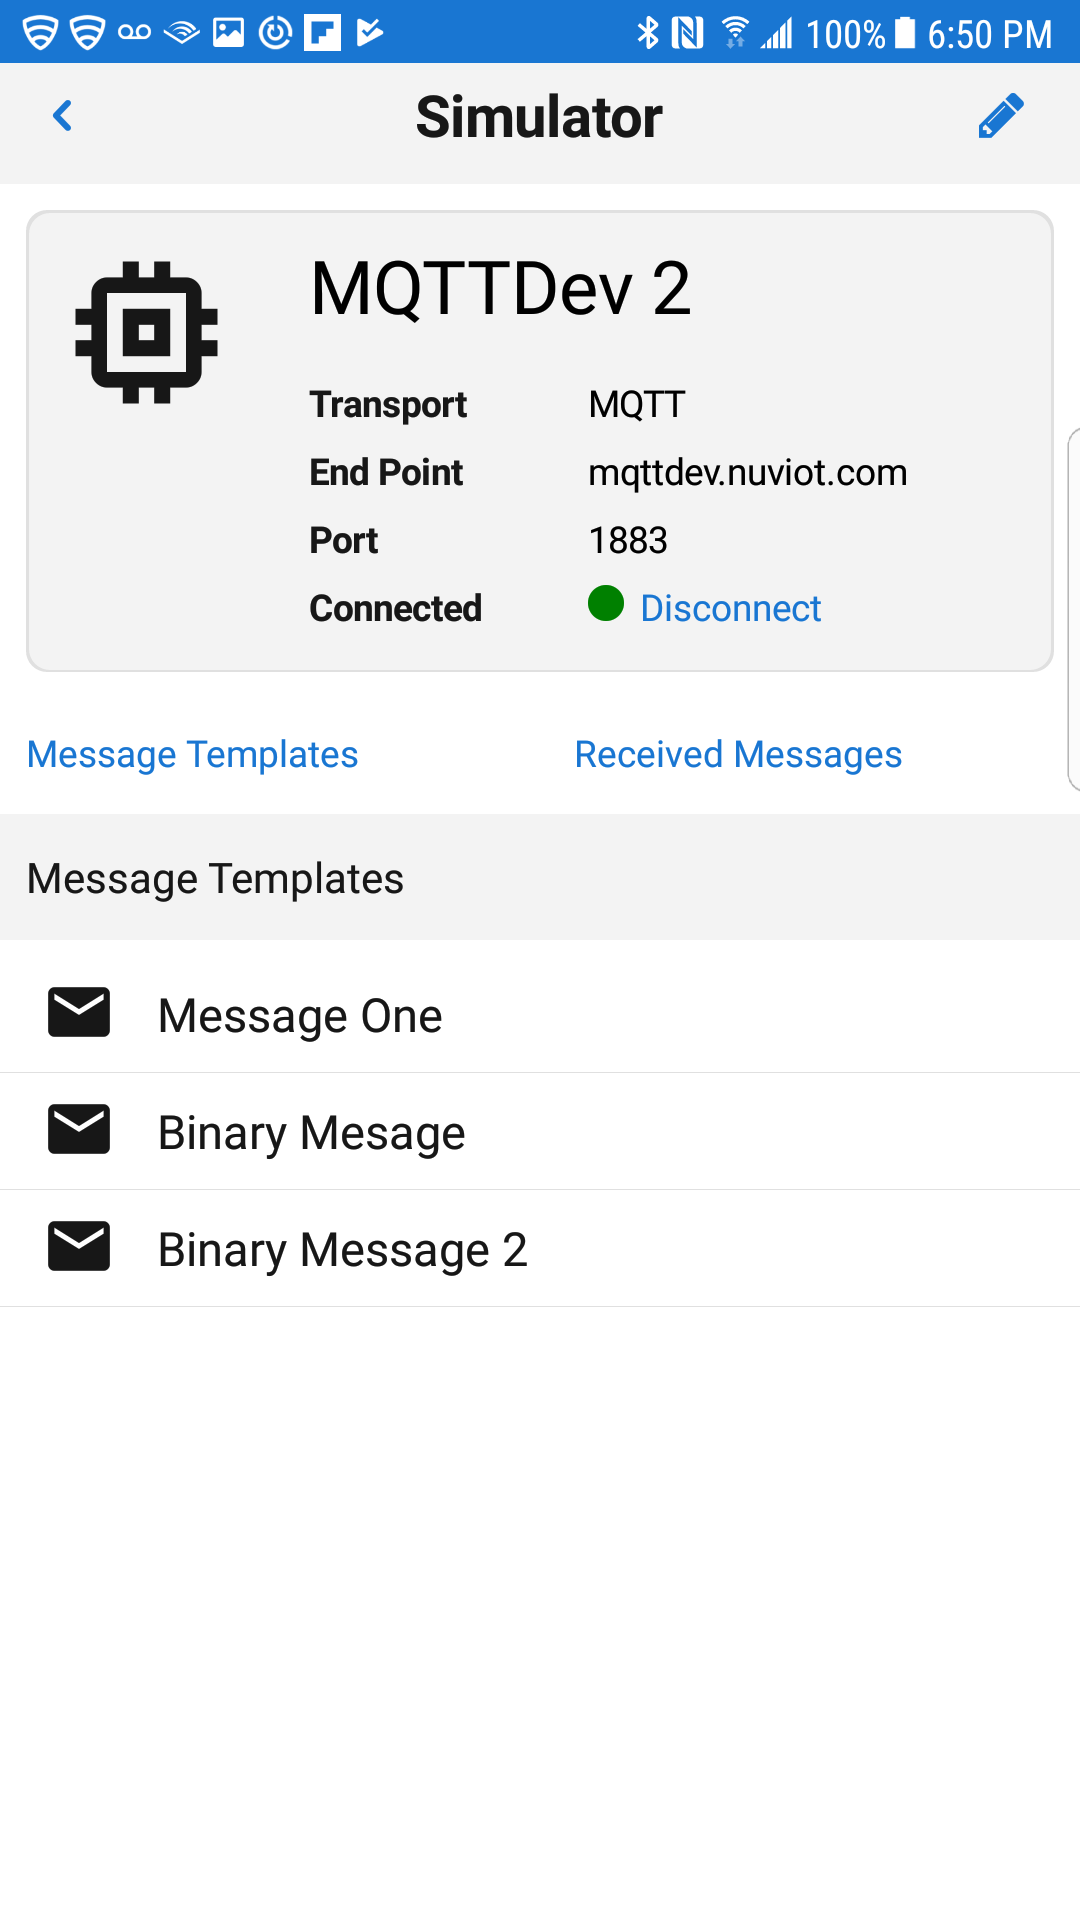 100% 6:50 PM
Simulator
MQTTDev 2
Transport MQTT
End Point mqttdev.nuviot.com
Port 1883
Connected Disconnect
Message Templates Received Messages
Message Templates
Message One
Binary Mesage
Binary Message 2